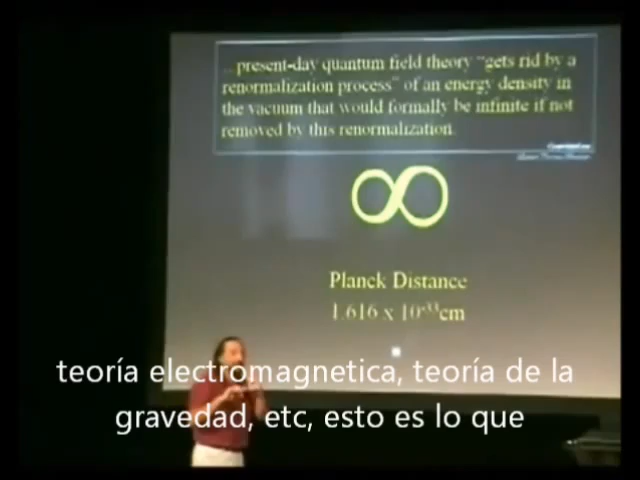 ...present-day quantum field theory "gets rid by a
renormalization process" of an energy density in
the vacuum that would formally be infinite if not
removed by this renormalization.
∞
Planck Distance
1.616 x 10⁻³³cm
teoría electromagnetica, teoría de la
gravedad, etc, esto es lo que